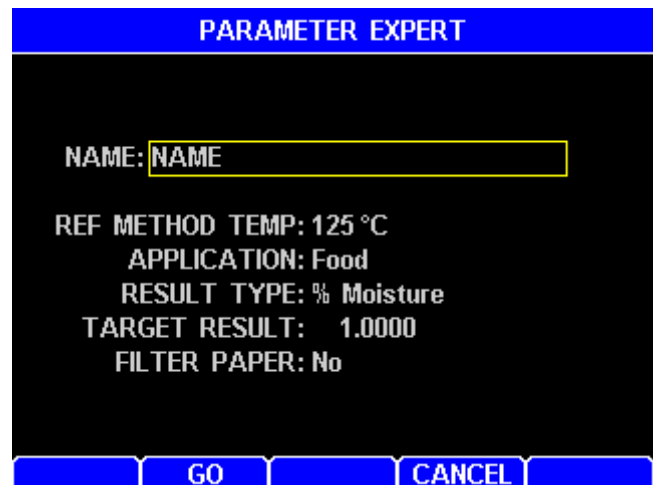 PARAMETER EXPERT
NAME: NAME
REF METHOD TEMP: 125 °C
APPLICATION: Food
RESULT TYPE: % Moisture
TARGET RESULT: 1.0000
FILTER PAPER: No
GO CANCEL